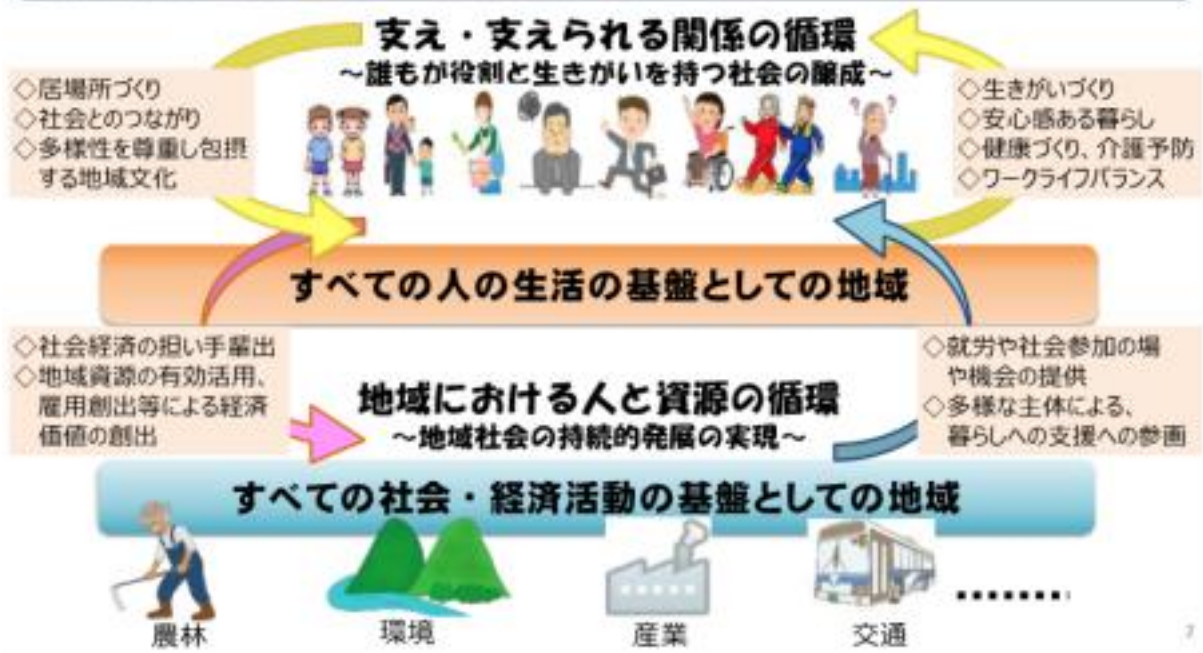 支え・支えられる関係の循環
～誰もが役割と生きがいを持つ社会の醸成～
◇居場所づくり
◇社会とのつながり
◇多様性を尊重し包摂
する地域文化
◇生きがいづくり
◇安心感ある暮らし
◇健康づくり、介護予防
◇ワークライフバランス
すべての人の生活の基盤としての地域
◇社会経済の担い手輩出
◇地域資源の有効活用、
雇用創出等による経済
価値の創出
地域における人と資源の循環
～地域社会の持続的発展の実現～
◇就労や社会参加の場
や機会の提供
◇多様な主体による、
暮らしへの支援への参画
すべての社会・経済活動の基盤としての地域
農林
環境
産業
交通
7